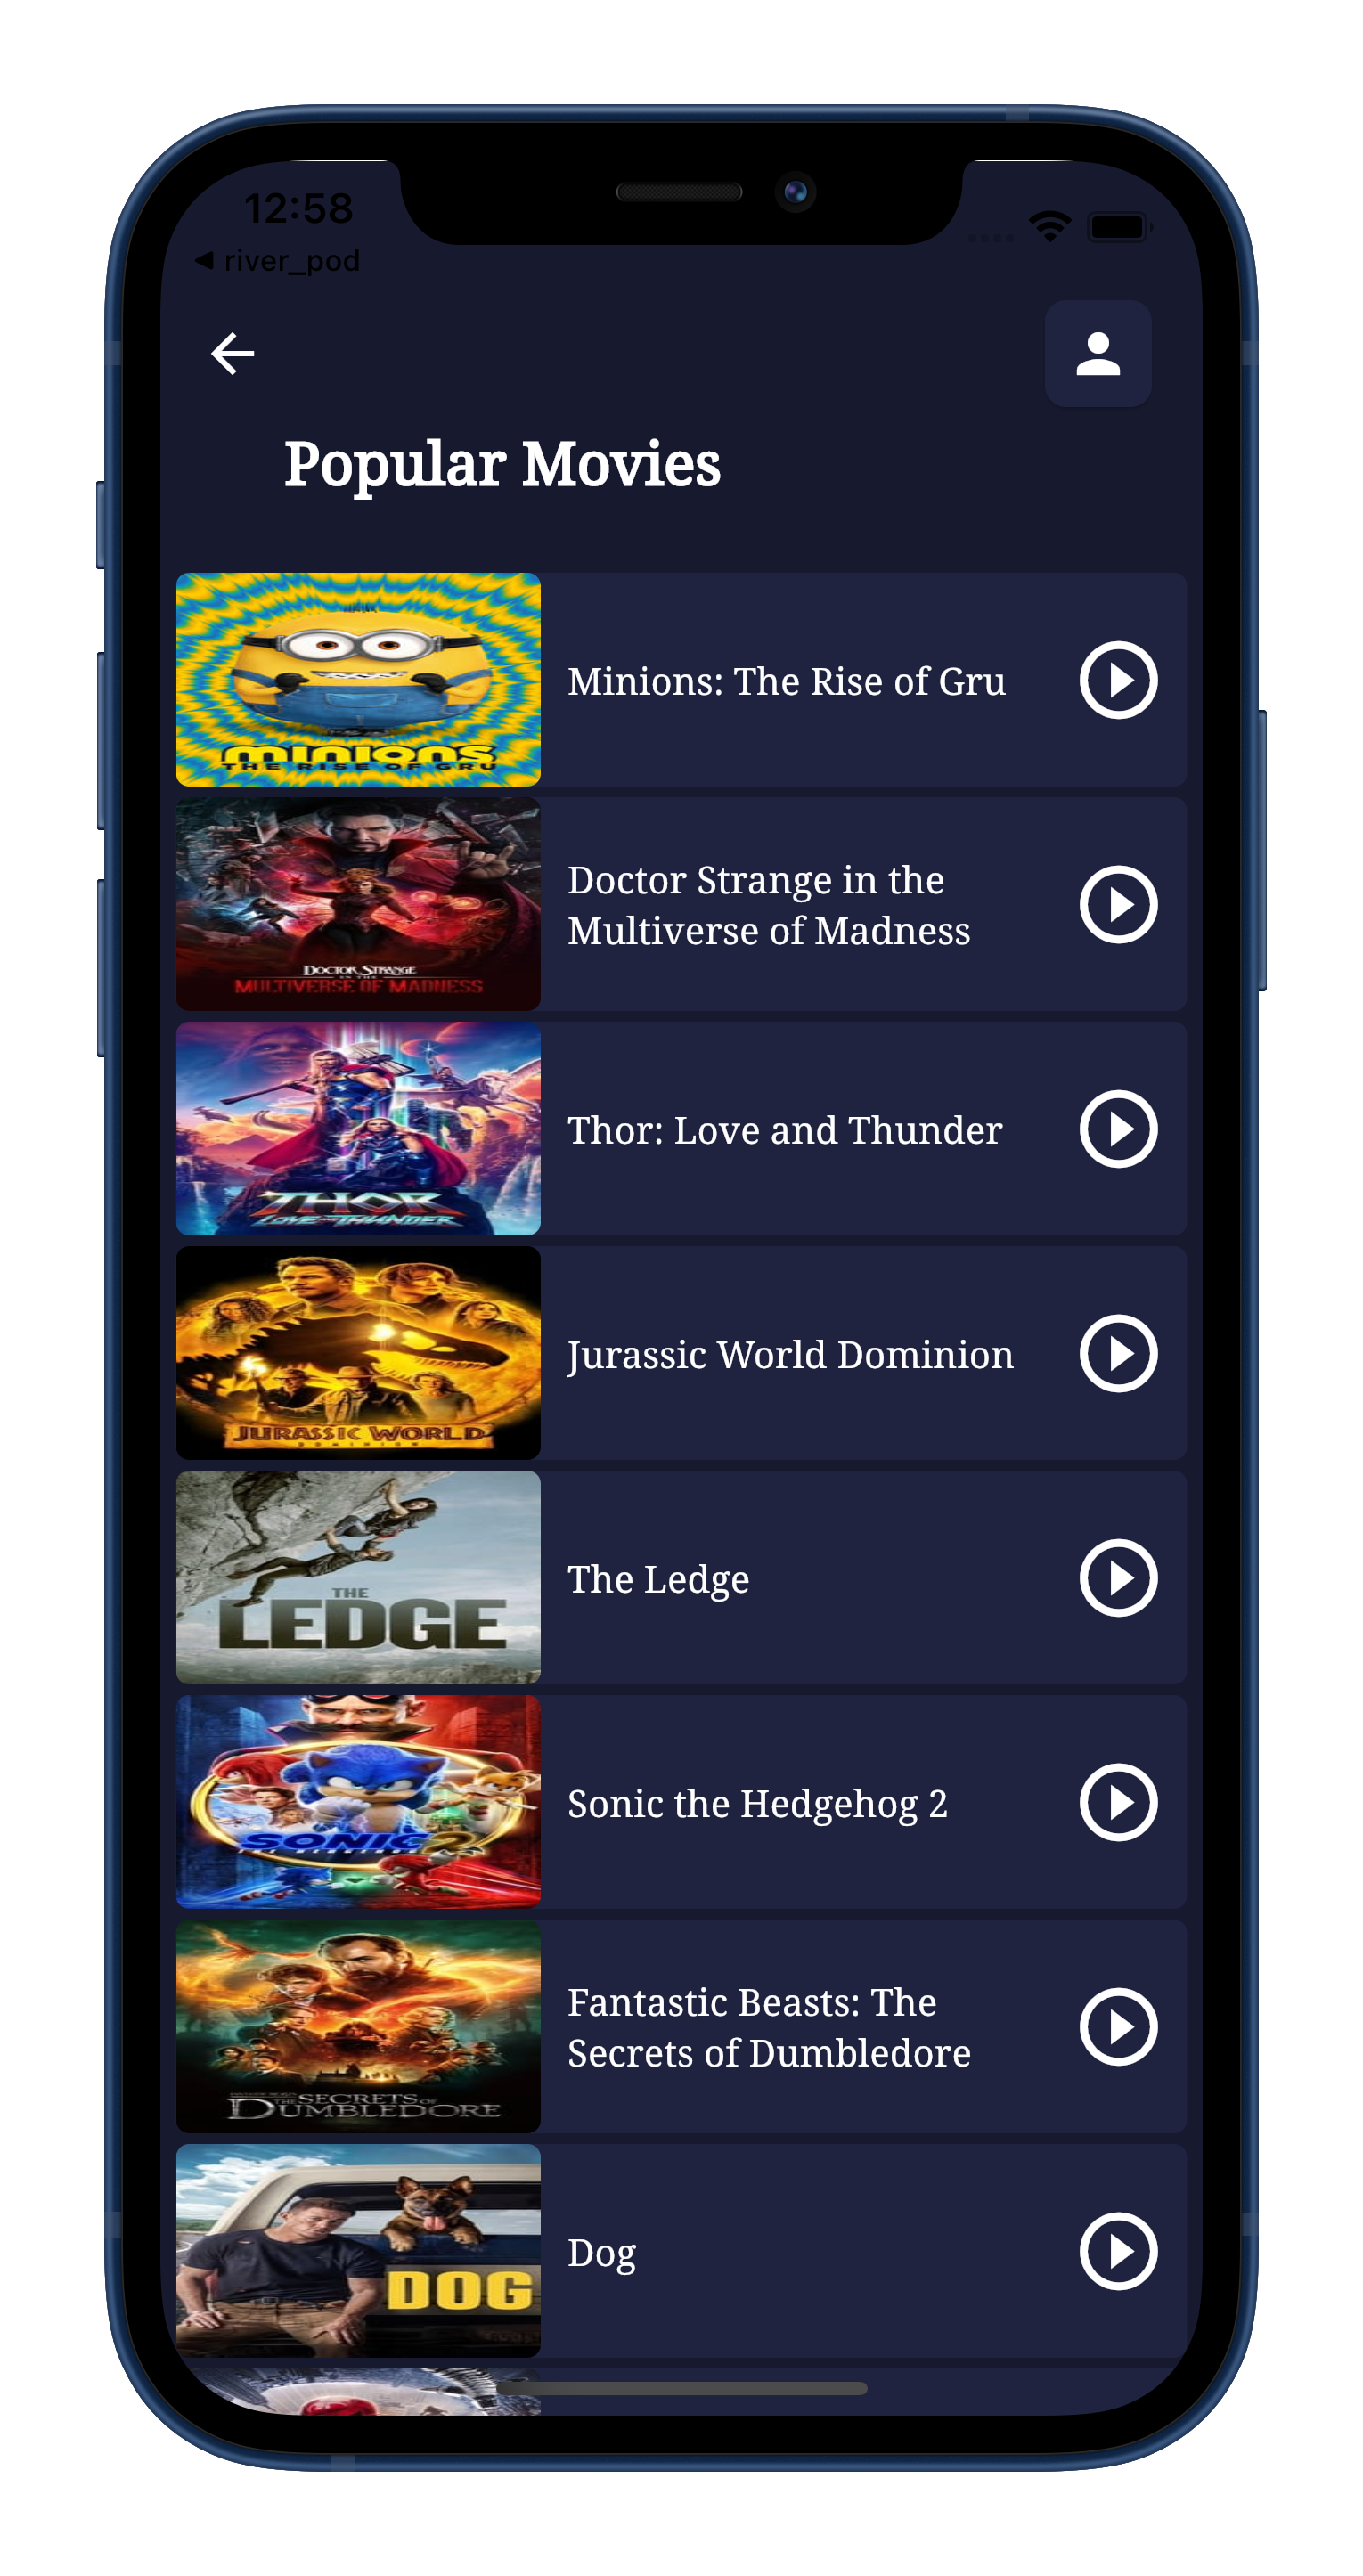 12:58
◀ river_pod
Popular Movies
MINIONS
THE RISE OF GRU
Minions: The Rise of Gru
DOCTOR STRANGE
IN THE
MULTIVERSE OF MADNESS
Doctor Strange in the
Multiverse of Madness
THOR
LOVE AND THUNDER
Thor: Love and Thunder
JURASSIC WORLD
DOMINION
Jurassic World Dominion
THE
LEDGE
The Ledge
SONIC 2
THE HEDGEHOG
Sonic the Hedgehog 2
THE SECRETS OF
DUMBLEDORE
Fantastic Beasts: The
Secrets of Dumbledore
DOG
Dog